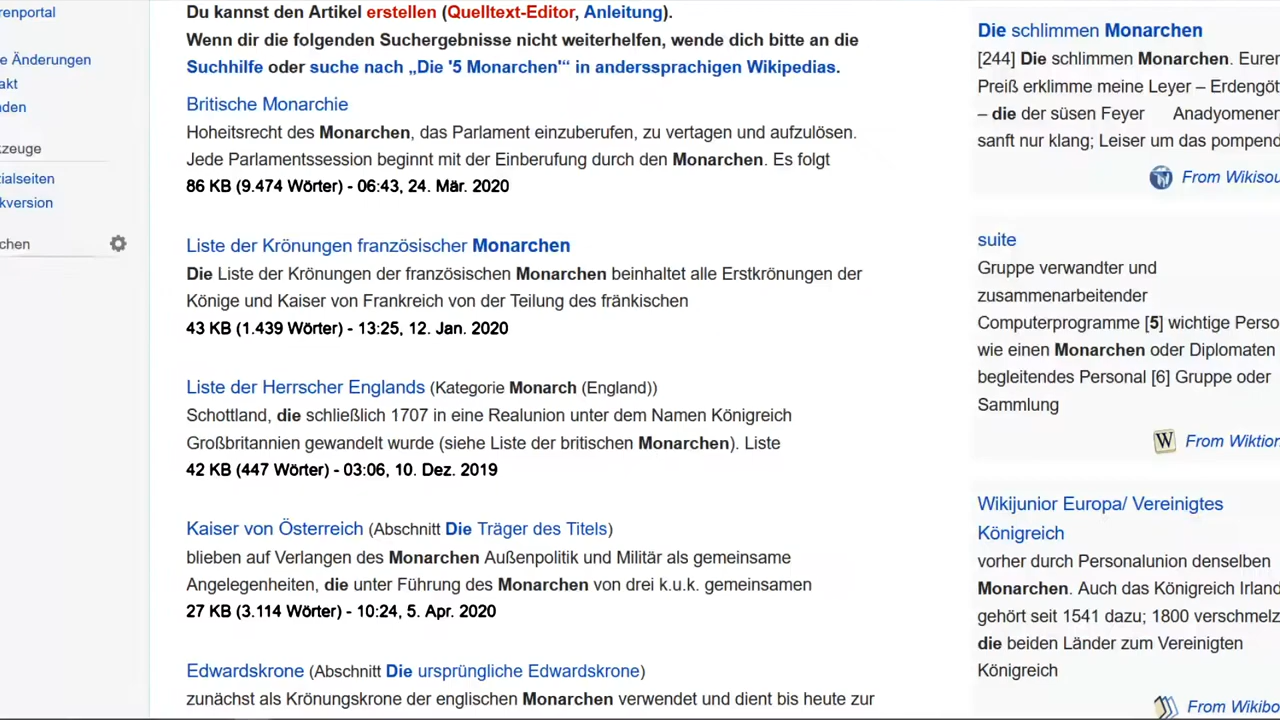 renportal
e Änderungen
akt
nden
kzeuge
zialseiten
kversion
chen
Du kannst den Artikel erstellen (Quelltext-Editor, Anleitung).
Wenn dir die folgenden Suchergebnisse nicht weiterhelfen, wende dich bitte an die
Suchhilfe oder suche nach „Die '5 Monarchen'“ in anderssprachigen Wikipedias.
Britische Monarchie
Hoheitsrecht des Monarchen, das Parlament einzuberufen, zu vertagen und aufzulösen.
Jede Parlamentssession beginnt mit der Einberufung durch den Monarchen. Es folgt
86 KB (9.474 Wörter) - 06:43, 24. Mär. 2020
Liste der Krönungen französischer Monarchen
Die Liste der Krönungen der französischen Monarchen beinhaltet alle Erstkrönungen der
Könige und Kaiser von Frankreich von der Teilung des fränkischen
43 KB (1.439 Wörter) - 13:25, 12. Jan. 2020
Liste der Herrscher Englands (Kategorie Monarch (England))
Schottland, die schließlich 1707 in eine Realunion unter dem Namen Königreich
Großbritannien gewandelt wurde (siehe Liste der britischen Monarchen). Liste
42 KB (447 Wörter) - 03:06, 10. Dez. 2019
Kaiser von Österreich (Abschnitt Die Träger des Titels)
blieben auf Verlangen des Monarchen Außenpolitik und Militär als gemeinsame
Angelegenheiten, die unter Führung des Monarchen von drei k.u.k. gemeinsamen
27 KB (3.114 Wörter) - 10:24, 5. Apr. 2020
Edwardskrone (Abschnitt Die ursprüngliche Edwardskrone)
zunächst als Krönungskrone der englischen Monarchen verwendet und dient bis heute zur
Die schlimmen Monarchen
[244] Die schlimmen Monarchen. Eurer
Preiß erklimme meine Leyer – Erdengöt
– die der süsen Feyer Anadyomenen
sanft nur klang; Leiser um das pompend
From Wikisou
suite
Gruppe verwandter und
zusammenarbeitender
Computerprogramme [5] wichtige Perso
wie einen Monarchen oder Diplomaten
begleitendes Personal [6] Gruppe oder
Sammlung
W From Wiktion
Wikijunior Europa/ Vereinigtes
Königreich
vorher durch Personalunion denselben
Monarchen. Auch das Königreich Irland
gehört seit 1541 dazu; 1800 verschmelz
die beiden Länder zum Vereinigten
Königreich
From Wikibo